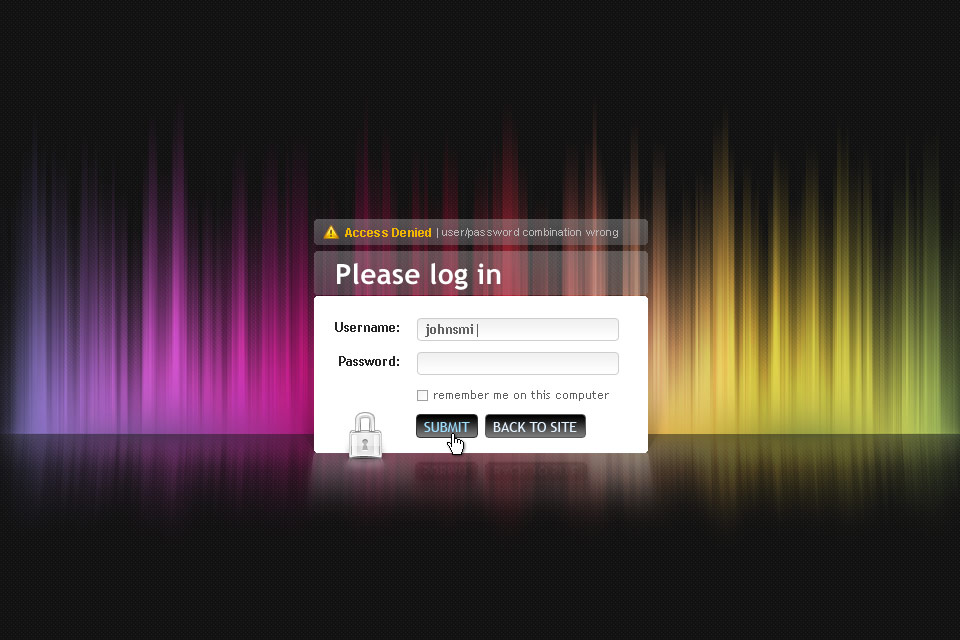 Access Denied | user/password combination wrong
Please log in
Username: johnsmi
Password:
remember me on this computer
SUBMIT BACK TO SITE